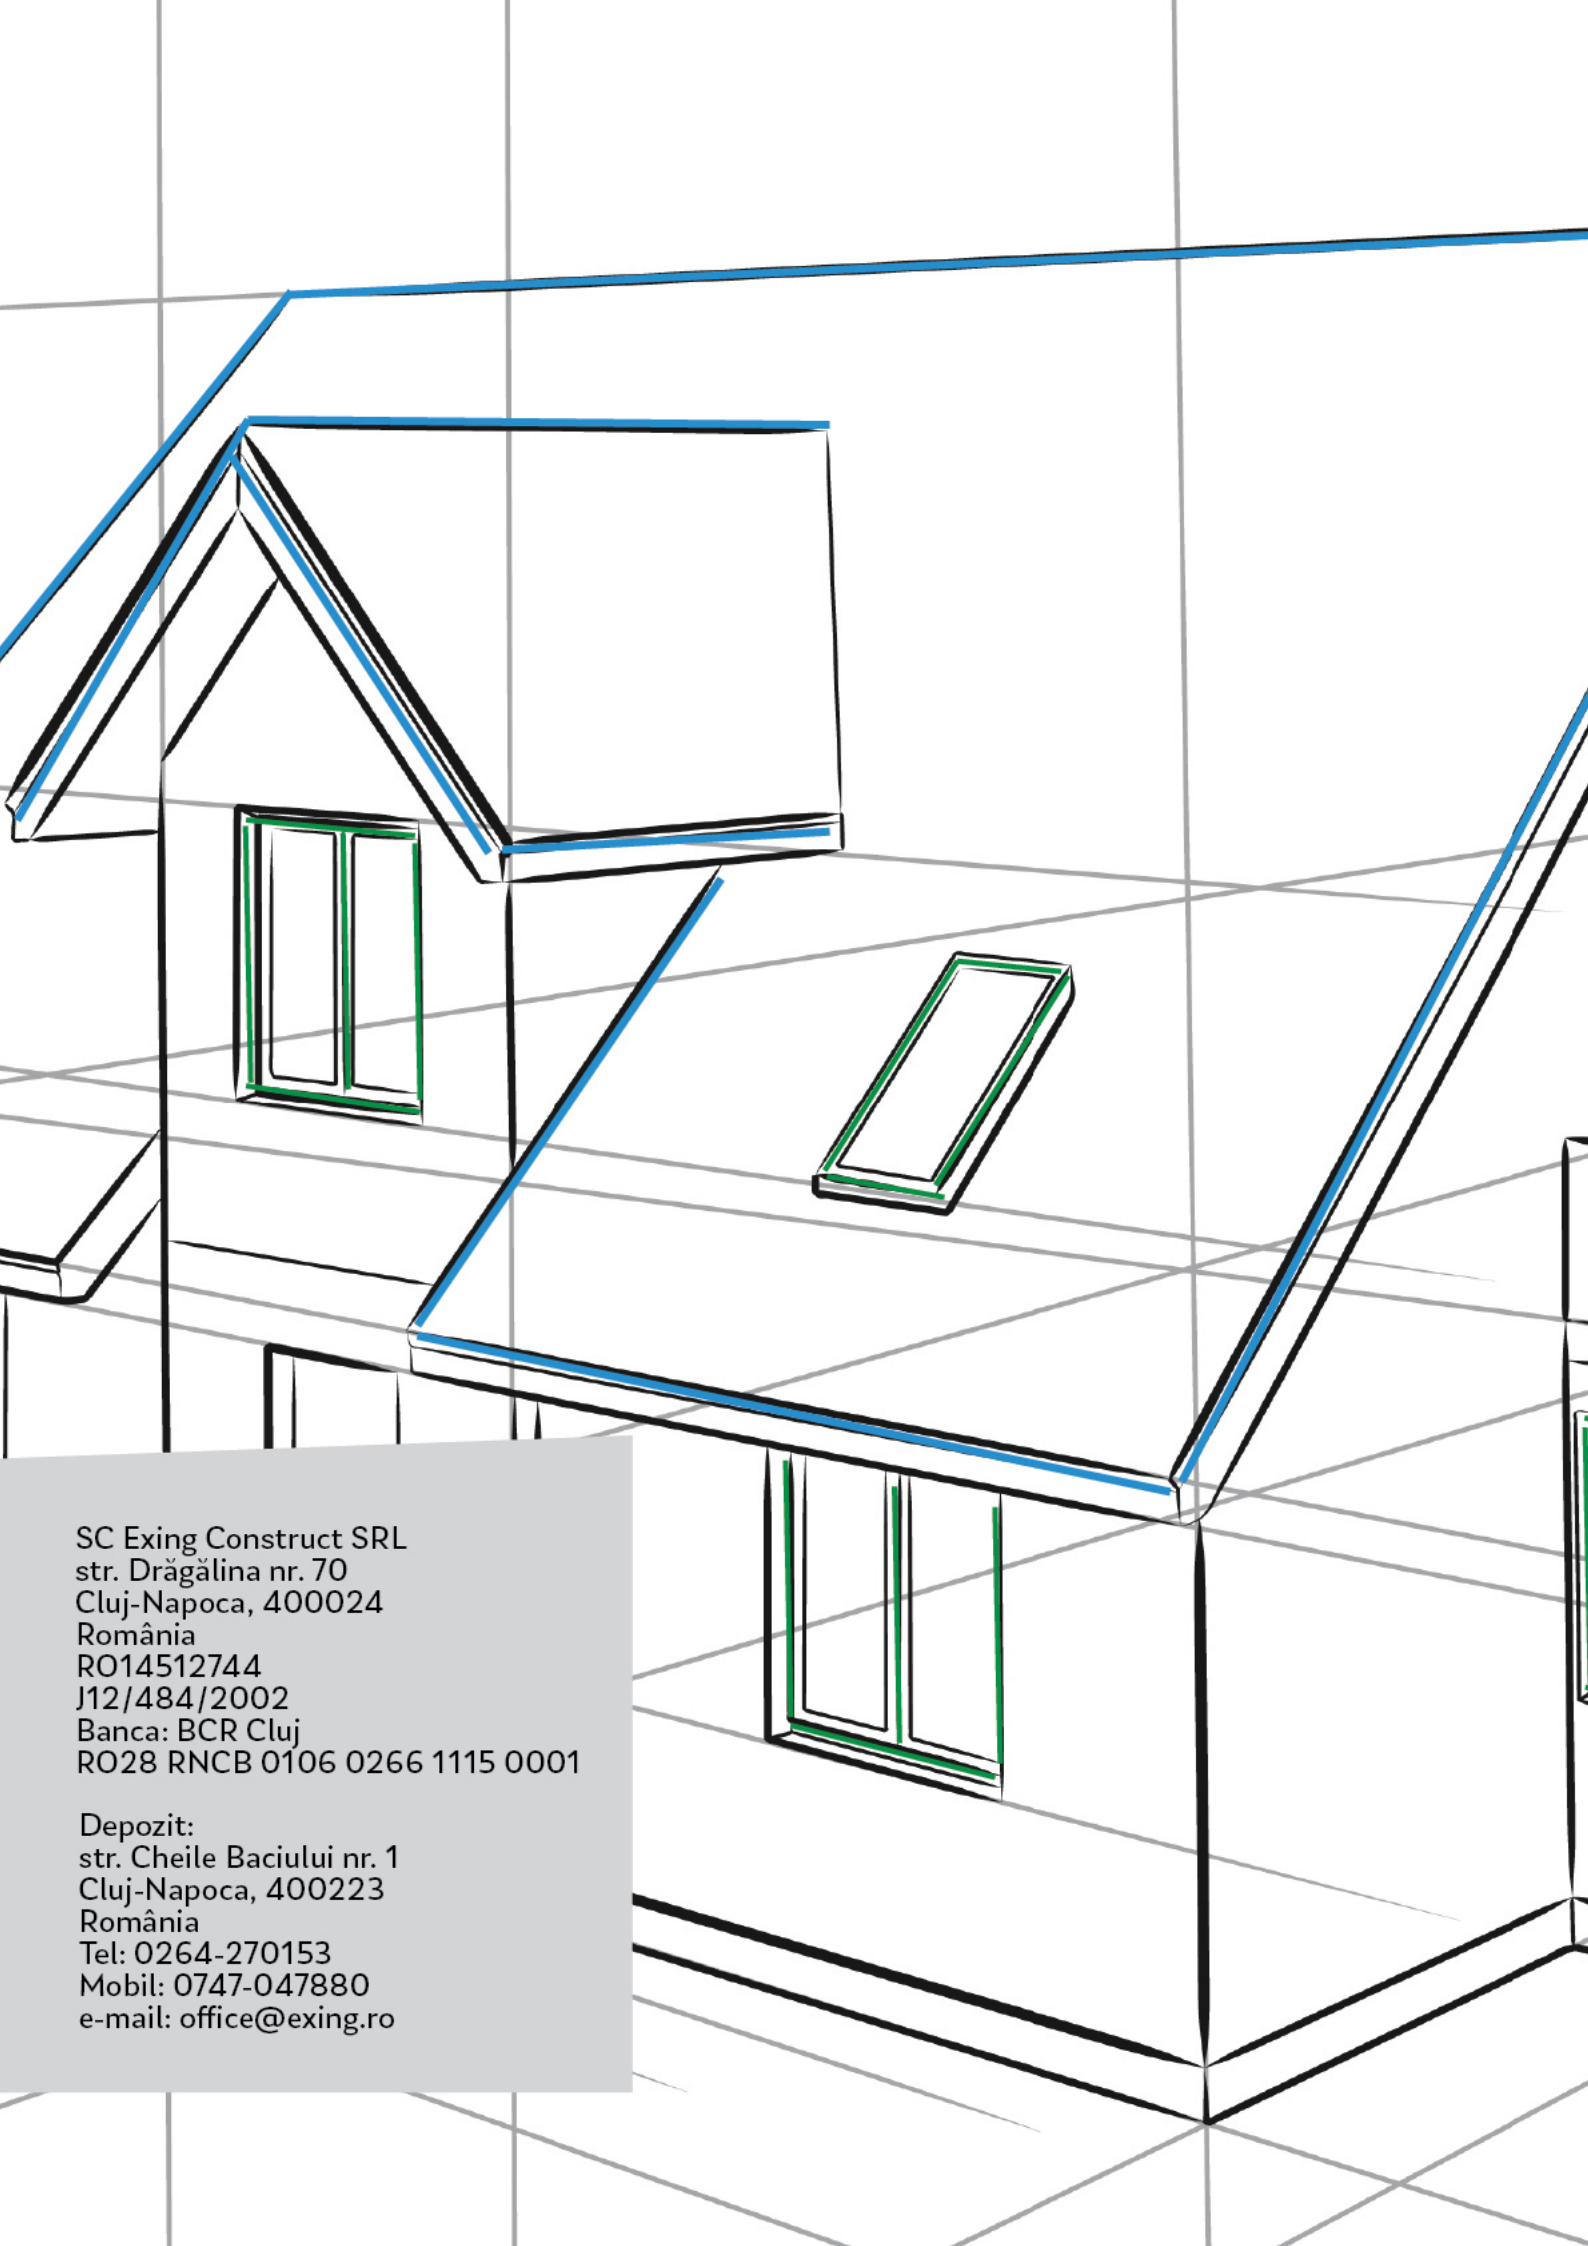 SC Exing Construct SRL
str. Drăgălina nr. 70
Cluj-Napoca, 400024
România
RO14512744
J12/484/2002
Banca: BCR Cluj
RO28 RNCB 0106 0266 1115 0001
Depozit:
str. Cheile Baciului nr. 1
Cluj-Napoca, 400223
România
Tel: 0264-270153
Mobil: 0747-047880
e-mail: office@exing.ro